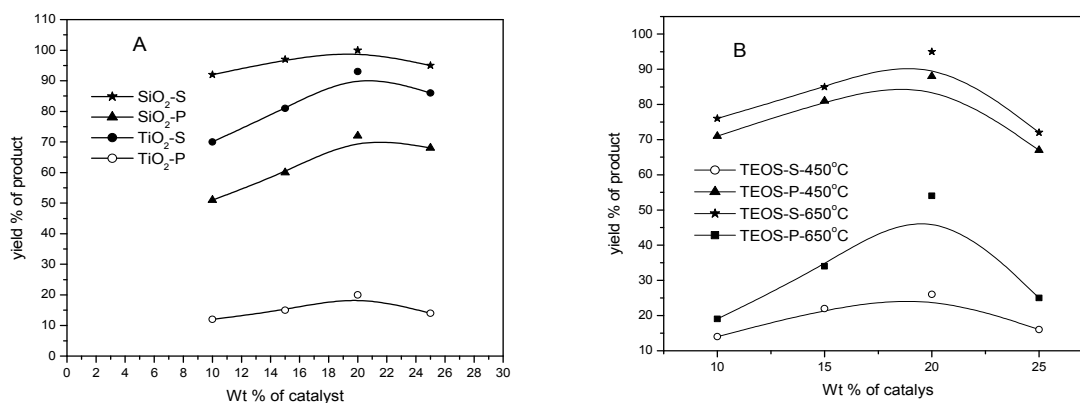 A
yield % of product
110
100
90
80
70
60
50
40
30
20
10
0
SiO₂-S
SiO₂-P
TiO₂-S
TiO₂-P
0 2 4 6 8 10 12 14 16 18 20 22 24 26 28 30
Wt % of catalyst
B
yield % of product
100
90
80
70
60
50
40
30
20
10
TEOS-S-450°C
TEOS-P-450°C
TEOS-S-650°C
TEOS-P-650°C
10 15 20 25
Wt % of catalys